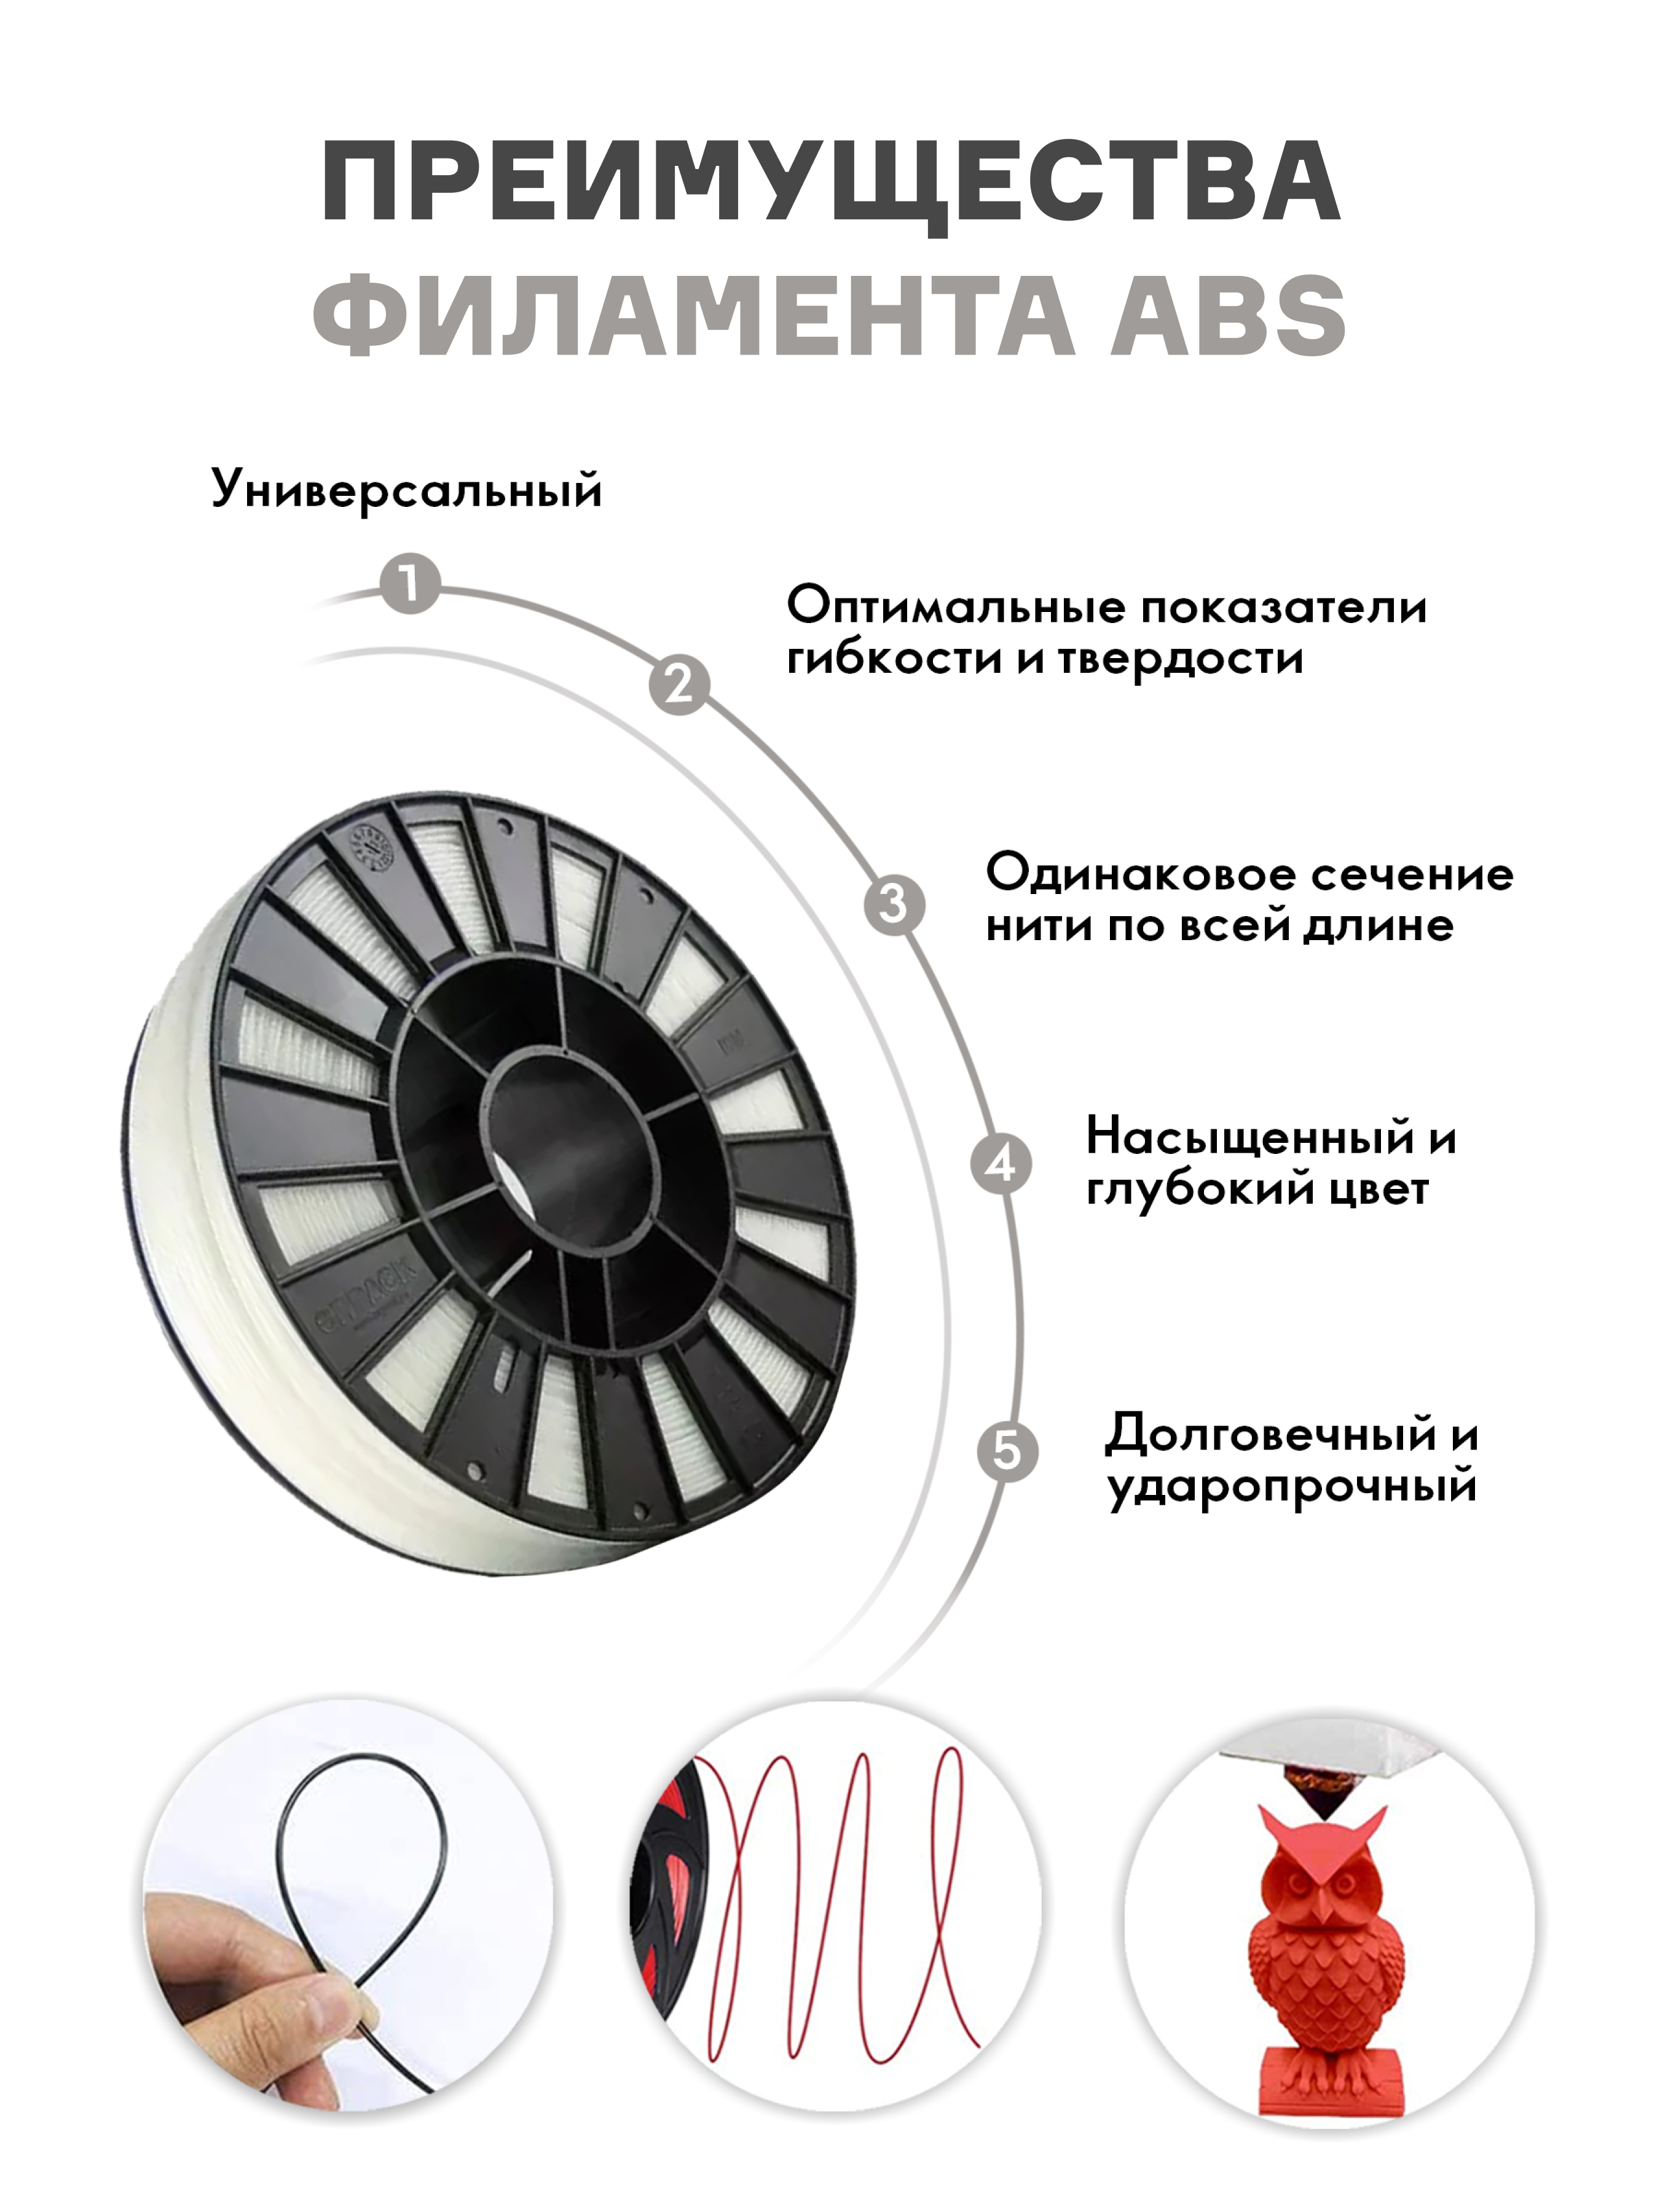 ПРЕИМУЩЕСТВА
ФИЛАМЕНТА ABS
Универсальный
1
2
Оптимальные показатели
гибкости и твердости
3
Одинаковое сечение
нити по всей длине
4
Насыщенный и
глубокий цвет
5
Долговечный и
ударопрочный